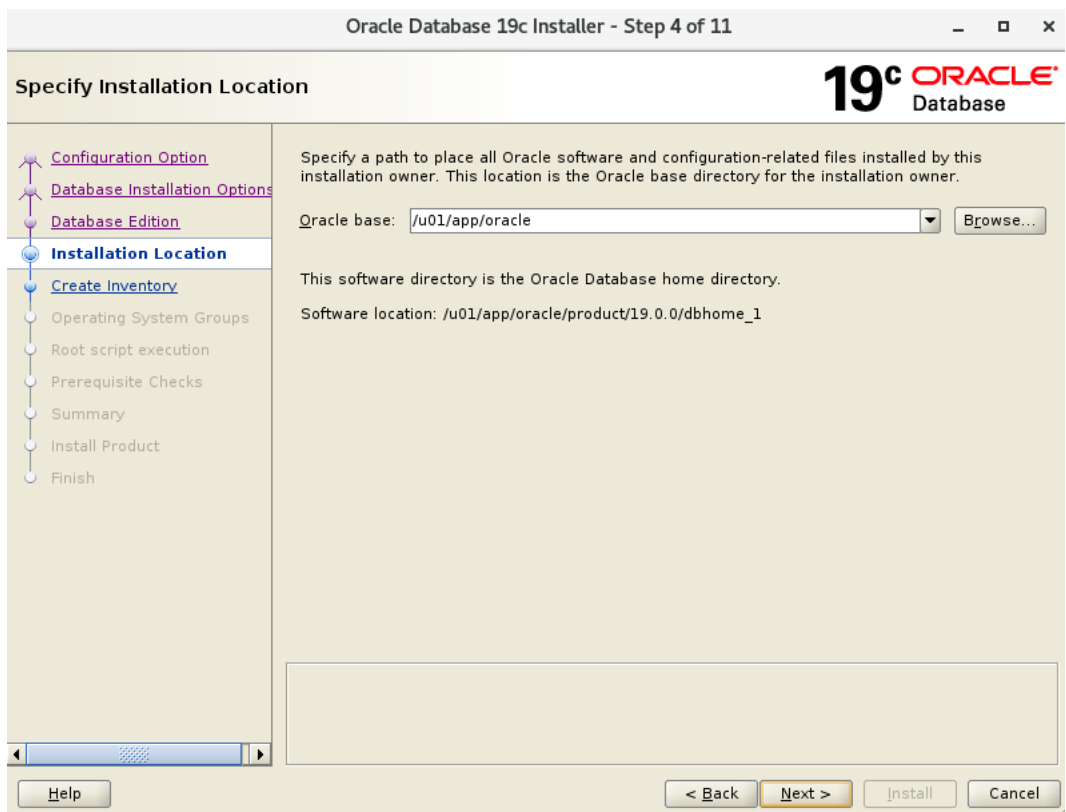 Oracle Database 19c Installer - Step 4 of 11
Specify Installation Location
19c ORACLE
Database
Configuration Option
Database Installation Options
Database Edition
Installation Location
Create Inventory
Operating System Groups
Root script execution
Prerequisite Checks
Summary
Install Product
Finish
Specify a path to place all Oracle software and configuration-related files installed by this
installation owner. This location is the Oracle base directory for the installation owner.
Oracle base: /u01/app/oracle Browse...
This software directory is the Oracle Database home directory.
Software location: /u01/app/oracle/product/19.0.0/dbhome_1
Help < Back Next > Install Cancel